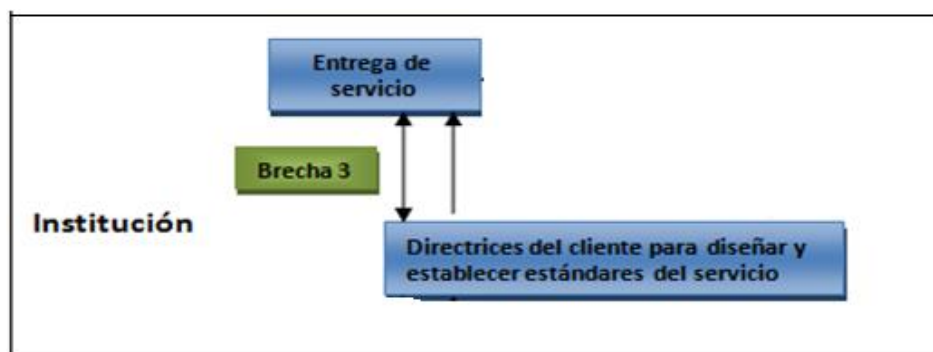 Entrega de
servicio
Brecha 3
Institución
Directrices del cliente para diseñar y
establecer estándares del servicio